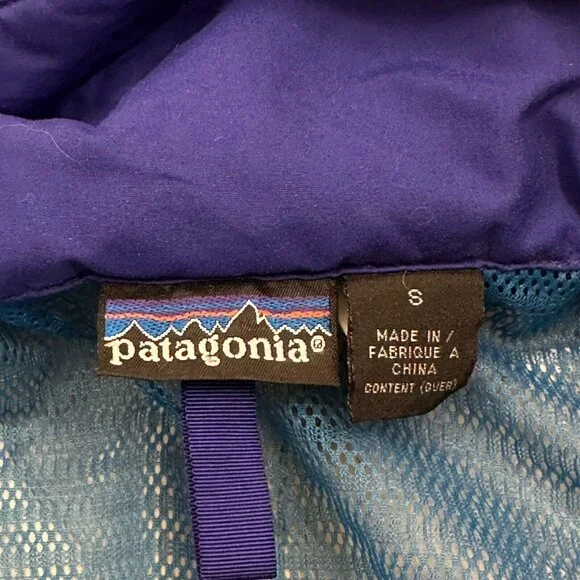 patagonia®
S
MADE IN /
FABRIQUE A
CHINA
CONTENT (OVER)